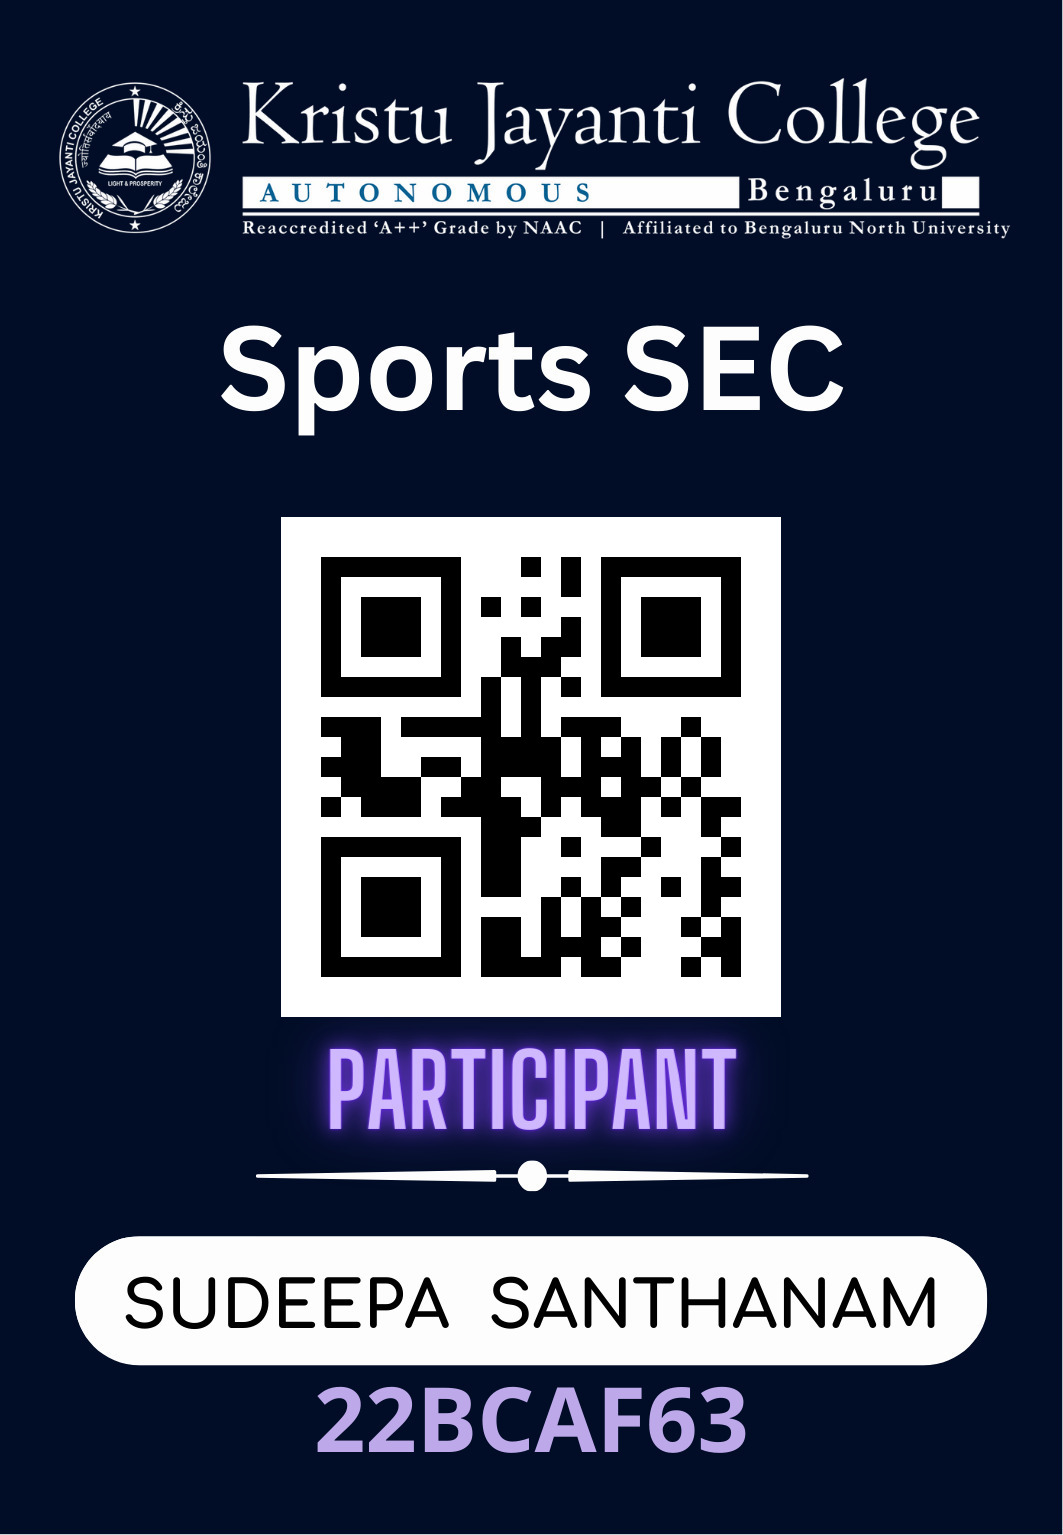 Kristu Jayanti College
AUTONOMOUS Bengaluru
Reaccredited ‘A++’ Grade by NAAC | Affiliated to Bengaluru North University
KRISTU JAYANTI COLLEGE
LIGHT & PROSPERITY
Sports SEC
PARTICIPANT
SUDEEPA SANTHANAM
22BCAF63